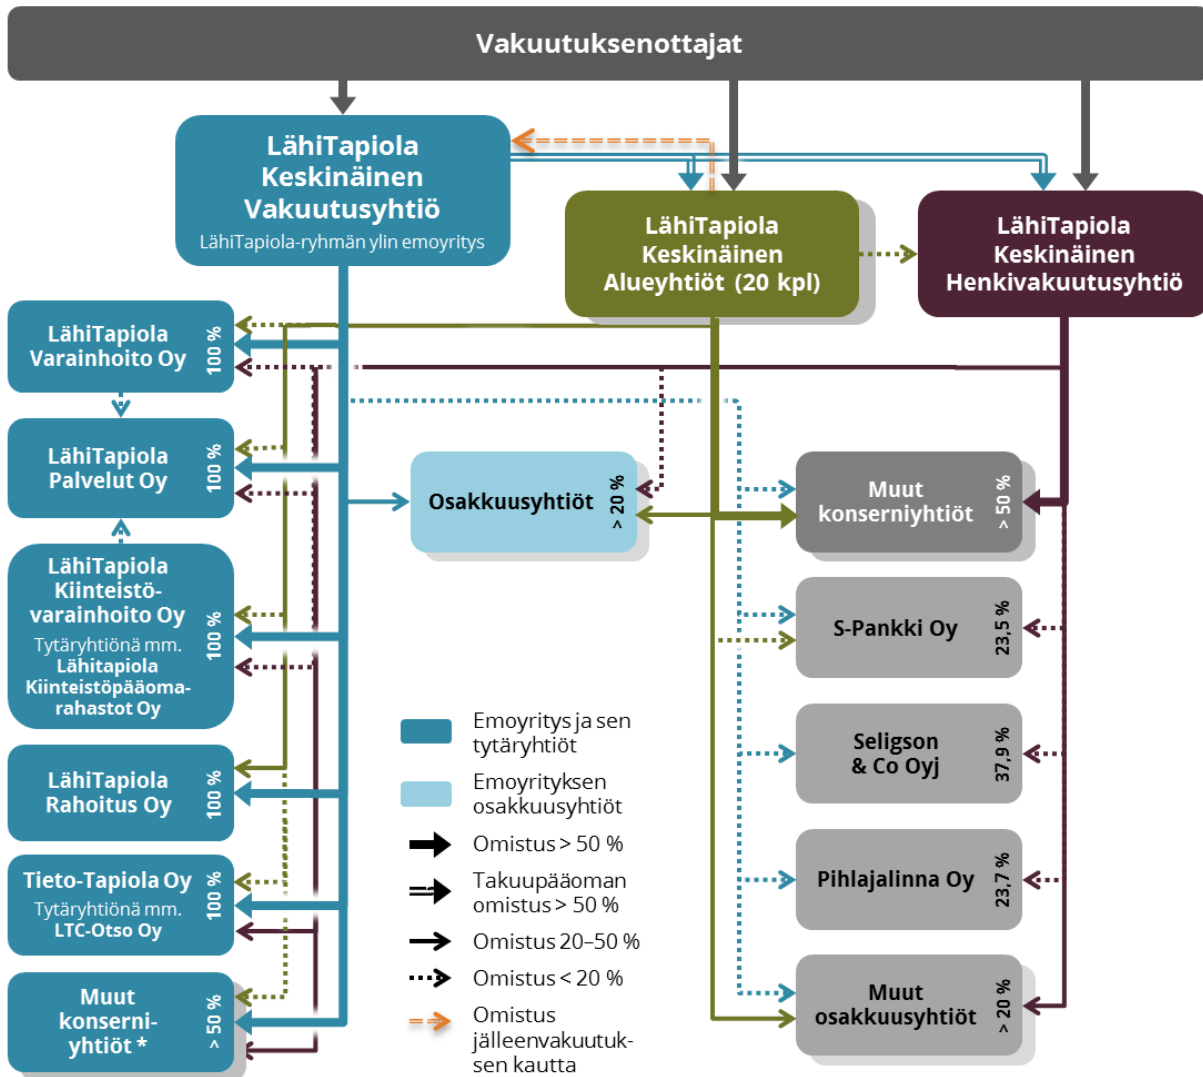 Vakuutuksenottajat
LähiTapiola
Keskinäinen
Vakuutusyhtiö
LähiTapiola-ryhmän ylin emoyritys
LähiTapiola
Keskinäinen
Alueyhtiöt (20 kpl)
LähiTapiola
Keskinäinen
Henkivakuutusyhtiö
LähiTapiola
Varainhoito Oy
100 %
LähiTapiola
Palvelut Oy
100 %
LähiTapiola
Kiinteistö-
varainhoito Oy
Tytäryhtiönä mm.
Lähitapiola
Kiinteistöpääoma-
rahastot Oy
100 %
LähiTapiola
Rahoitus Oy
100 %
Tieto-Tapiola Oy
Tytäryhtiönä mm.
LTC-Otso Oy
100 %
Muut
konserni-
yhtiöt *
> 50 %
Osakkuusyhtiöt
> 20 %
Emoyritys ja sen
tytäryhtiöt
Emoyrityksen
osakkuusyhtiöt
Omistus > 50 %
Takuupääoman
omistus > 50 %
Omistus 20–50 %
Omistus < 20 %
Omistus
jälleenvakuutuk-
sen kautta
Muut
konserniyhtiöt
> 50 %
S-Pankki Oy
23,5 %
Seligson
& Co Oyj
37,9 %
Pihlajalinna Oy
23,7 %
Muut
osakkuusyhtiöt
> 20 %